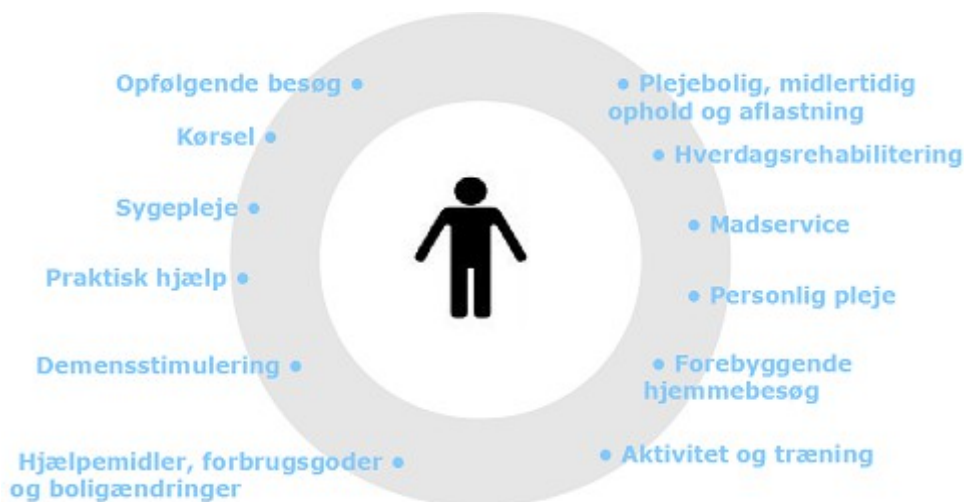 Opfølgende besøg •
Kørsel •
Sygepleje •
Praktisk hjælp •
Demensstimulering •
Hjælpemidler, forbrugsgoder •
og boligændringer
• Plejebolig, midlertidig
ophold og aflastning
• Hverdagsrehabilitering
• Madservice
• Personlig pleje
• Forebyggende
hjemmebesøg
• Aktivitet og træning